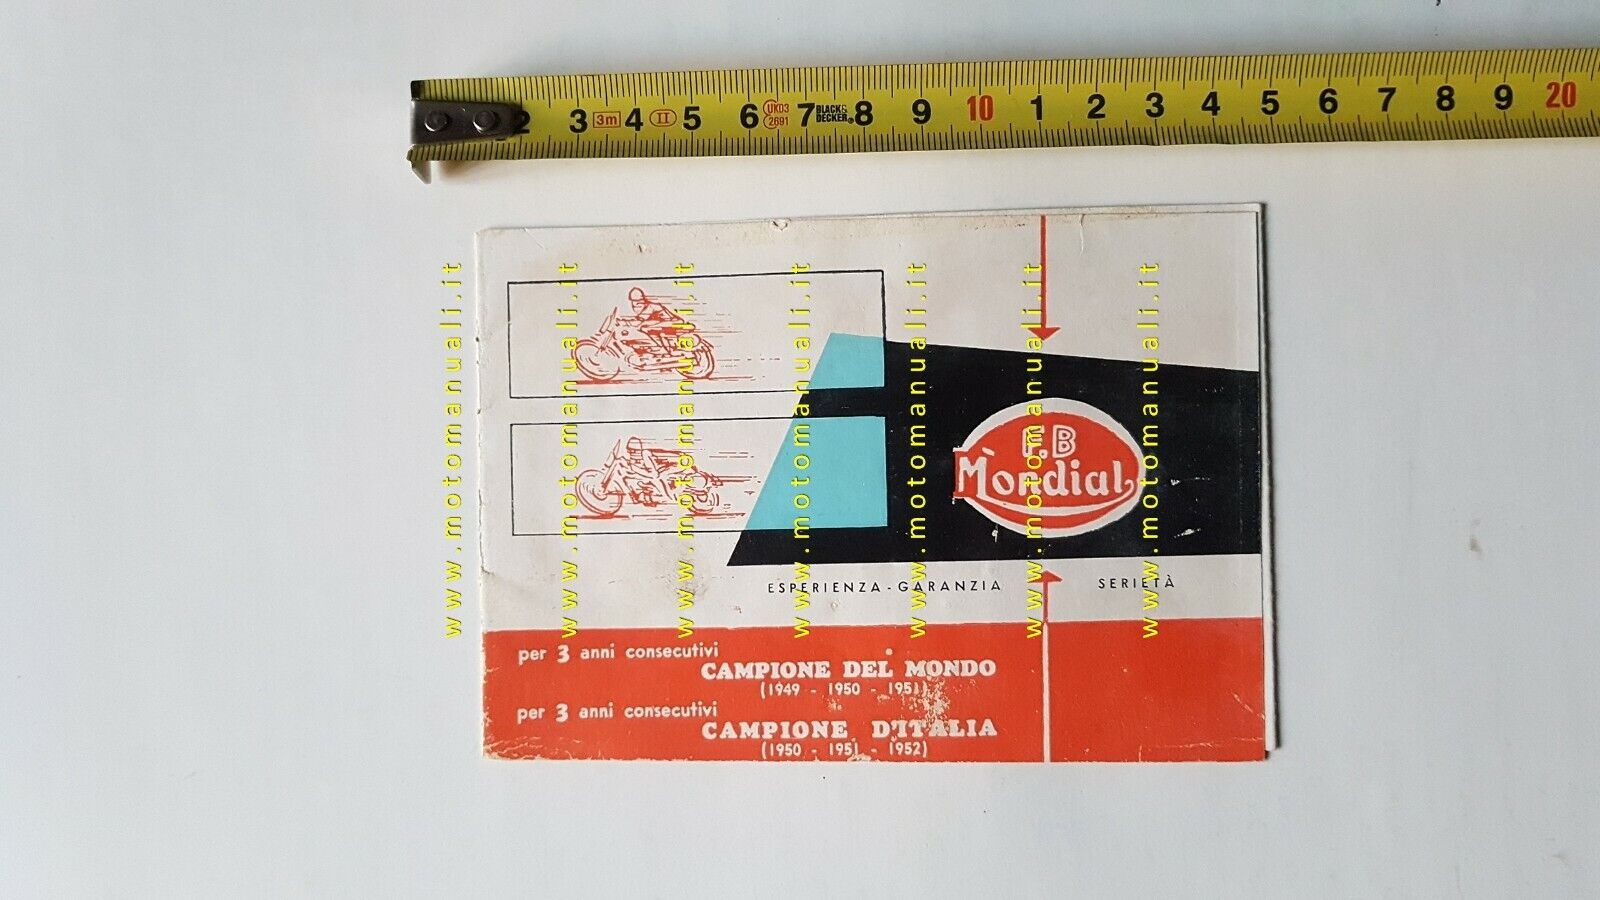 2 3 3m 4 II 5 6 UK03 2691 7 BLACK& DECKER® 8 9 10 1 2 3 4 5 6 7 8 9 20
F.B
Mondial
ESPERIENZA - GARANZIA SERIETÀ
per 3 anni consecutivi
CAMPIONE DEL MONDO
(1949 - 1950 - 1951)
per 3 anni consecutivi
CAMPIONE D'ITALIA
(1950 - 1951 - 1952)
www.motomanuali.it
www.motomanuali.it
www.motomanuali.it
www.motomanuali.it
www.motomanuali.it
www.motomanuali.it
www.motomanuali.it